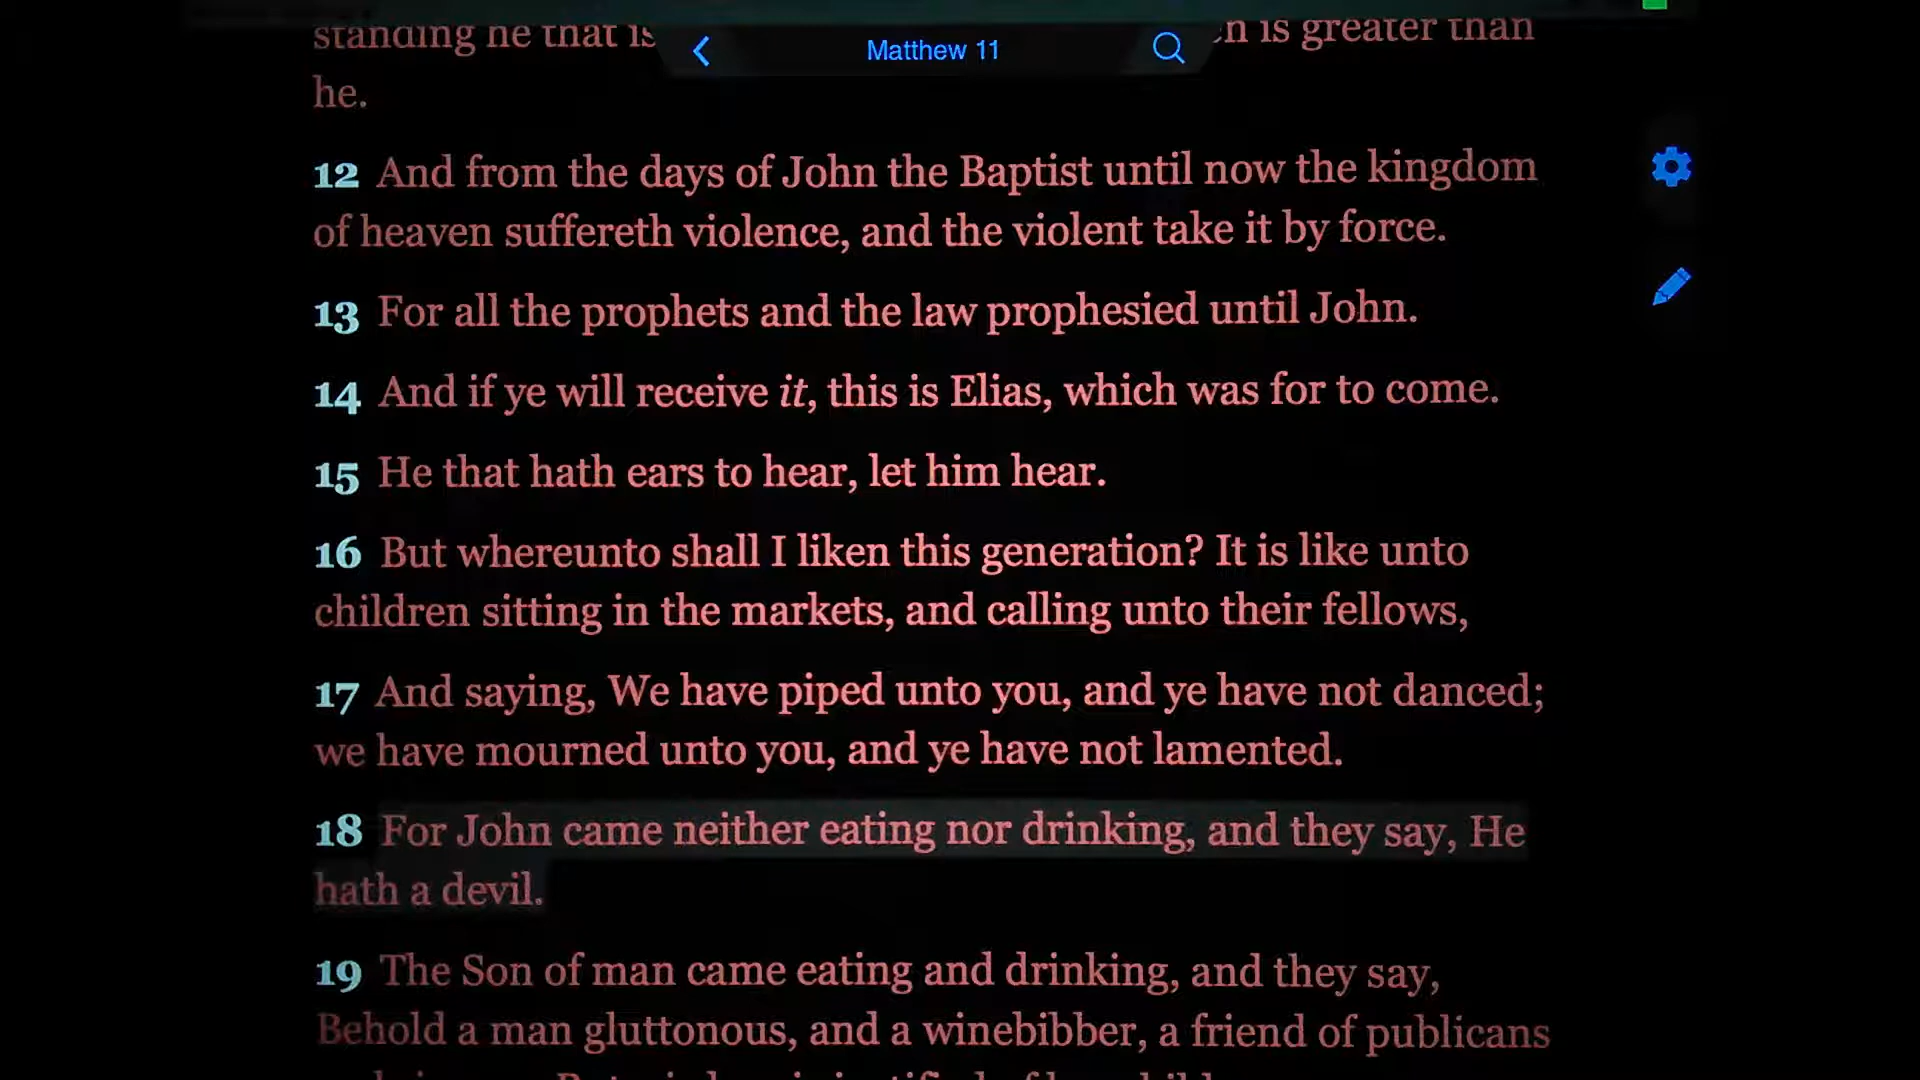 Matthew 11
standing he that is
n is greater than
he.
12 And from the days of John the Baptist until now the kingdom
of heaven suffereth violence, and the violent take it by force.
13 For all the prophets and the law prophesied until John.
14 And if ye will receive it, this is Elias, which was for to come.
15 He that hath ears to hear, let him hear.
16 But whereunto shall I liken this generation? It is like unto
children sitting in the markets, and calling unto their fellows,
17 And saying, We have piped unto you, and ye have not danced;
we have mourned unto you, and ye have not lamented.
18 For John came neither eating nor drinking, and they say, He
hath a devil.
19 The Son of man came eating and drinking, and they say,
Behold a man gluttonous, and a winebibber, a friend of publicans